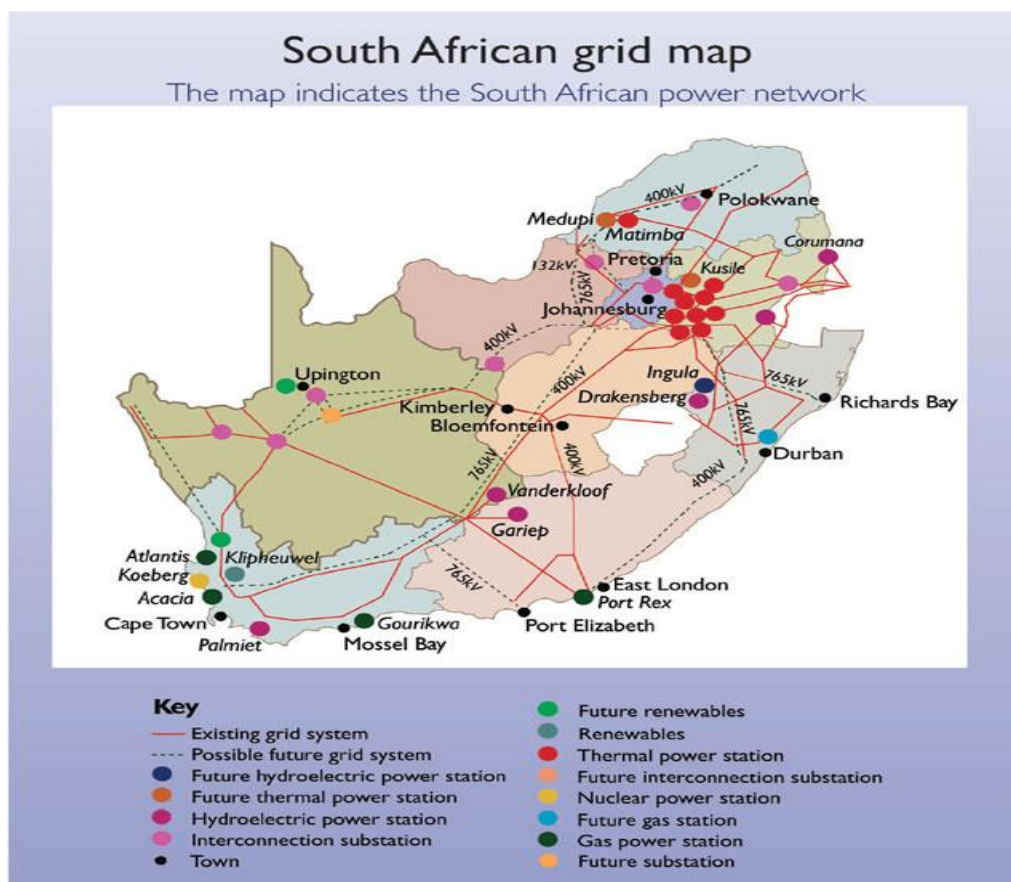 South African grid map
The map indicates the South African power network
400kV
Polokwane
Medupi
Matimba
Corumana
Pretoria
132kV
Kusile
765kV
Johannesburg
400kV
400kV
Ingula
765kV
Upington
Drakensberg
Richards Bay
Kimberley
Bloemfontein
765kV
Durban
400kV
765kV
400kV
Vanderkloof
Gariep
Atlantis
Klipheuwel
Koeberg
765kV
East London
Acacia
Port Rex
Cape Town
Gourikwa
Port Elizabeth
Palmiet
Mossel Bay
Key
Existing grid system
Possible future grid system
Future hydroelectric power station
Future thermal power station
Hydroelectric power station
Interconnection substation
Town
Future renewables
Renewables
Thermal power station
Future interconnection substation
Nuclear power station
Future gas station
Gas power station
Future substation